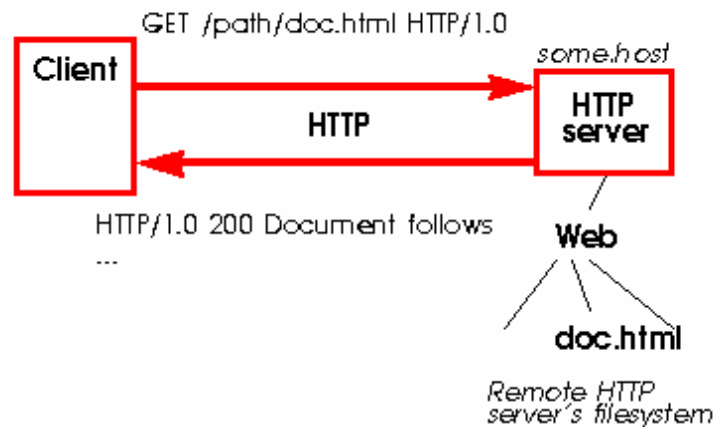 GET /path/doc.html HTTP/1.0
some.host
Client
HTTP
server
HTTP
HTTP/1.0 200 Document follows
...
Web
doc.html
Remote HTTP
server's filesystem